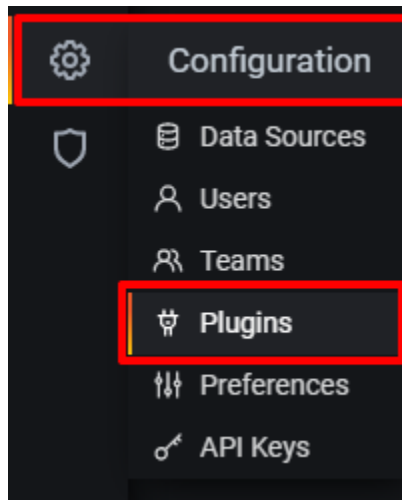 Configuration
Data Sources
Users
Teams
Plugins
Preferences
API Keys